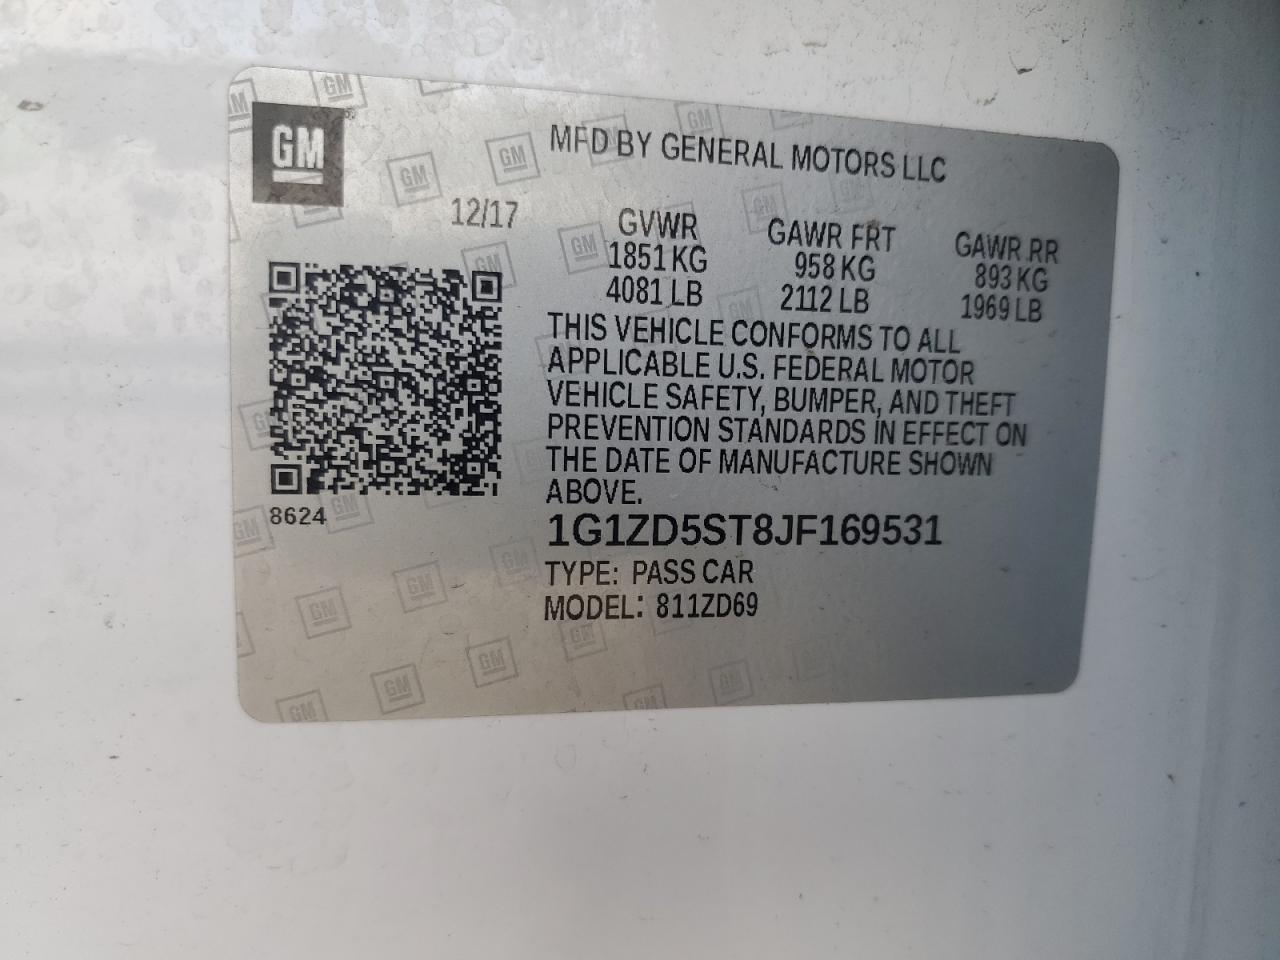 GM
MFD BY GENERAL MOTORS LLC
12/17
GVWR GAWR FRT GAWR RR
1851 KG 958 KG 893 KG
4081 LB 2112 LB 1969 LB
THIS VEHICLE CONFORMS TO ALL
APPLICABLE U.S. FEDERAL MOTOR
VEHICLE SAFETY, BUMPER, AND THEFT
PREVENTION STANDARDS IN EFFECT ON
THE DATE OF MANUFACTURE SHOWN
ABOVE.
8624
1G1ZD5ST8JF169531
TYPE: PASS CAR
MODEL: 811ZD69